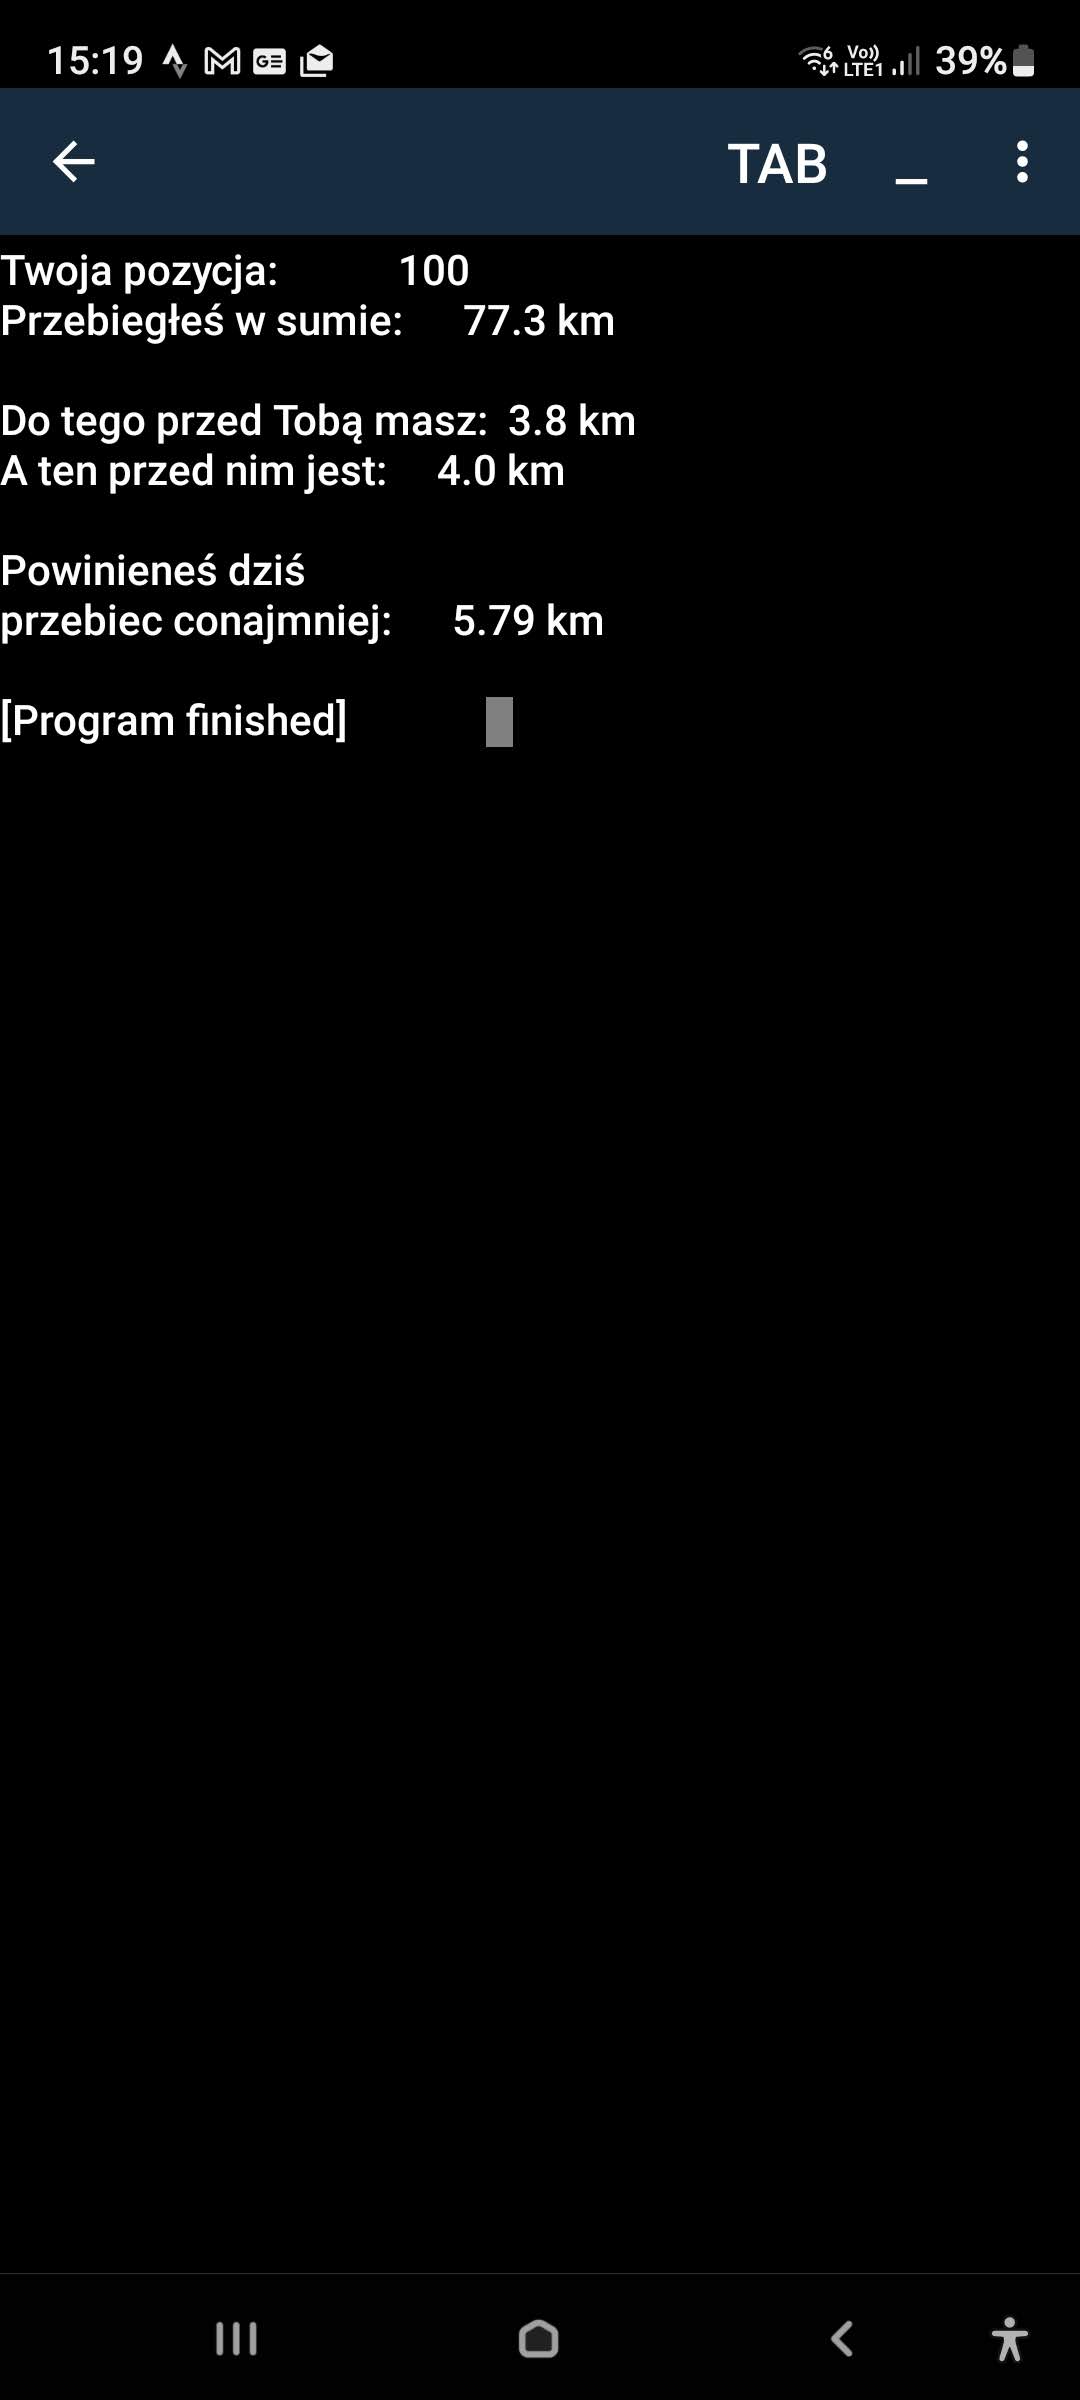 15:19 39%
Vo)) LTE1
TAB _
Twoja pozycja: 100
Przebiegłeś w sumie: 77.3 km
Do tego przed Tobą masz: 3.8 km
A ten przed nim jest: 4.0 km
Powinieneś dziś
przebiec conajmniej: 5.79 km
[Program finished]